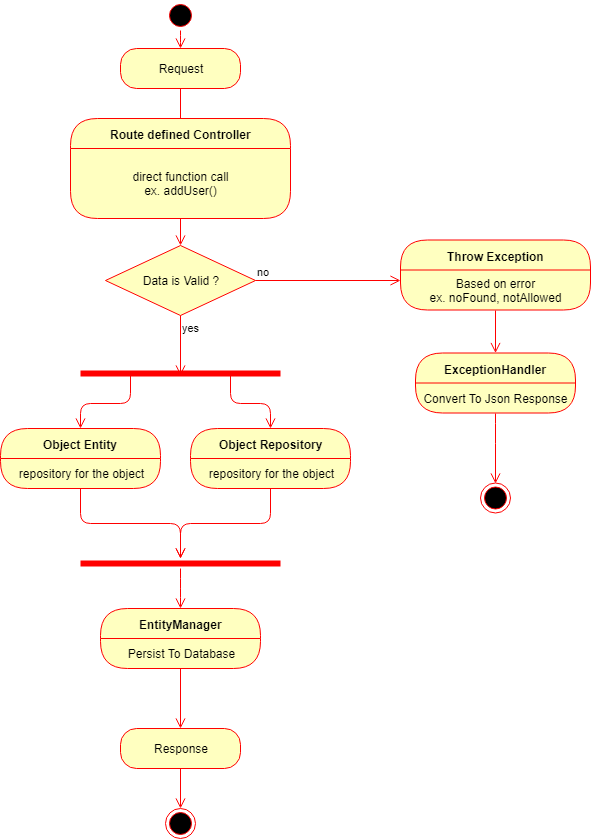 Request
Route defined Controller
direct function call
ex. addUser()
Data is Valid ?
no
Throw Exception
Based on error
ex. noFound, notAllowed
yes
ExceptionHandler
Convert To Json Response
Object Entity
repository for the object
Object Repository
repository for the object
EntityManager
Persist To Database
Response